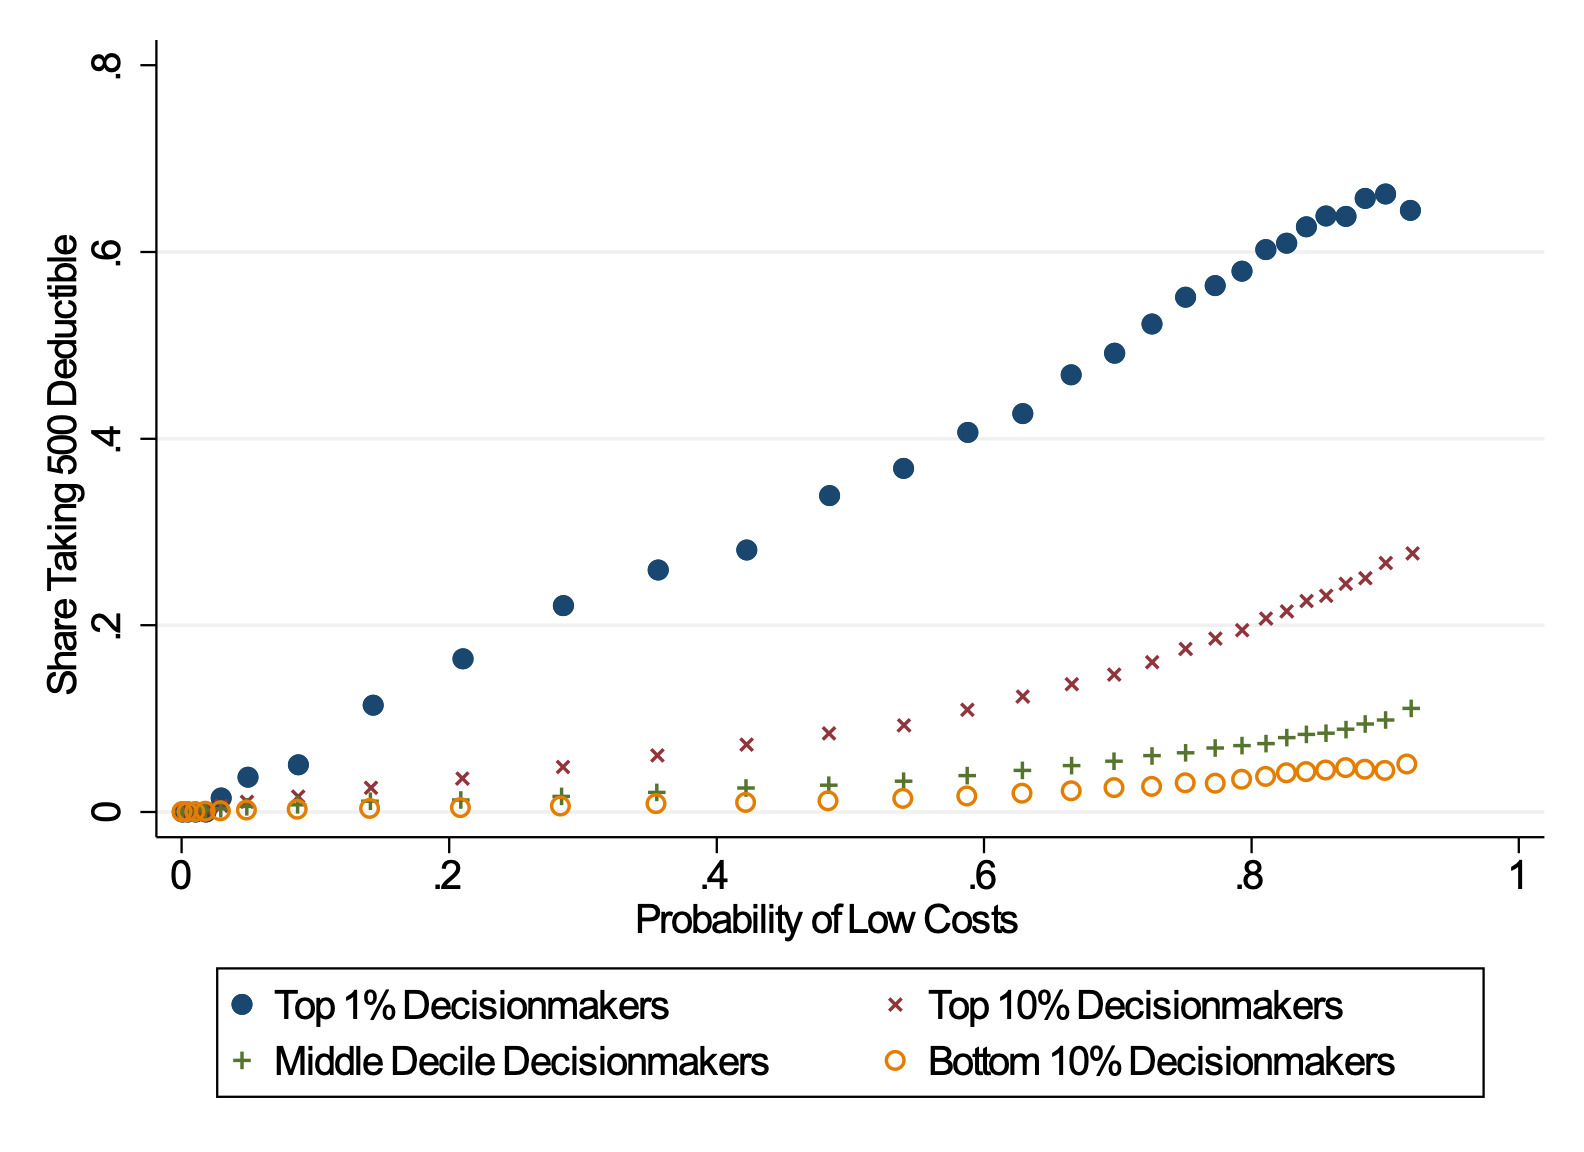 .8
.6
.4
.2
0
Share Taking 500 Deductible
0 .2 .4 .6 .8 1
Probability of Low Costs
Top 1% Decisionmakers Top 10% Decisionmakers
Middle Decile Decisionmakers Bottom 10% Decisionmakers